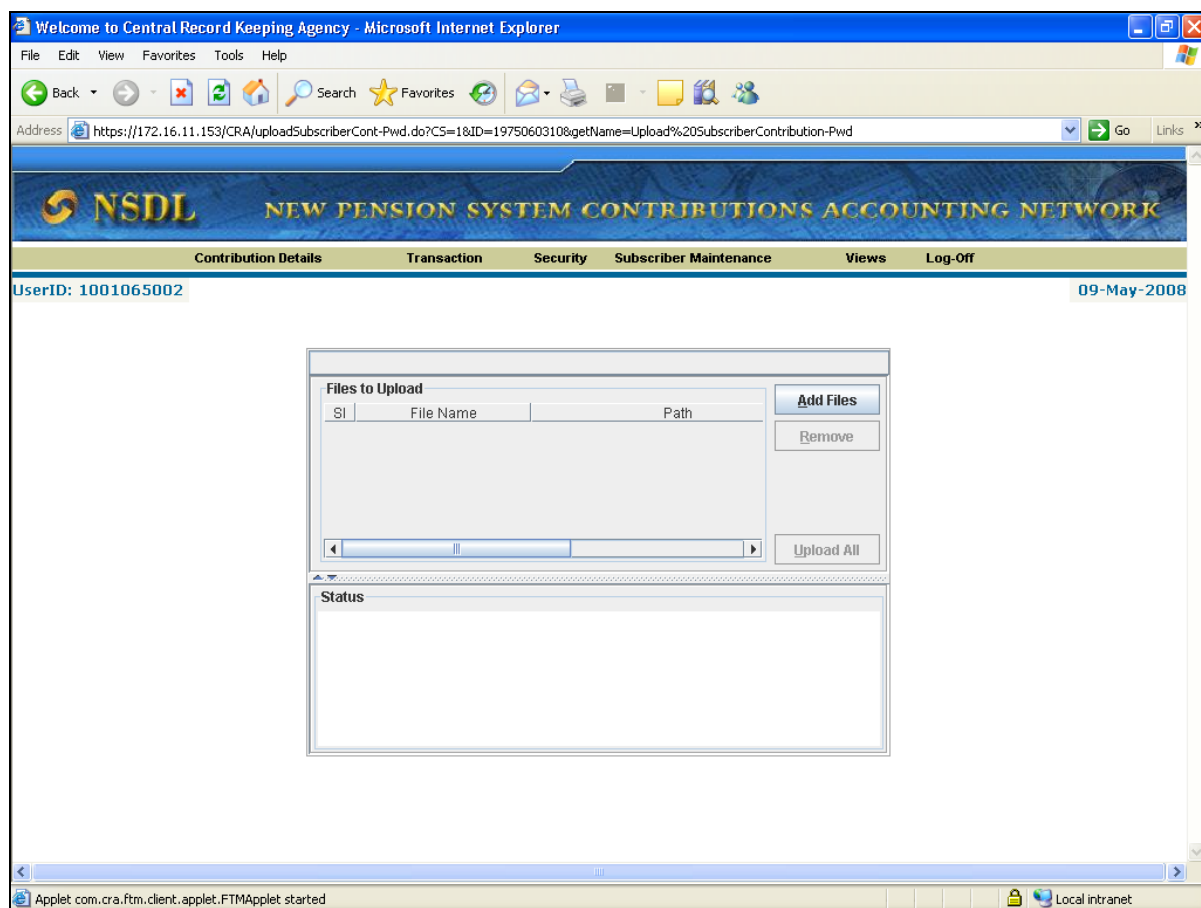 Welcome to Central Record Keeping Agency - Microsoft Internet Explorer
File Edit View Favorites Tools Help
Back Search Favorites
Address https://172.16.11.153/CRA/uploadSubscriberCont-Pwd.do?CS=1&ID=1975060310&getName=Upload%20SubscriberContribution-Pwd Go Links »
NSDL NEW PENSION SYSTEM CONTRIBUTIONS ACCOUNTING NETWORK
Contribution Details Transaction Security Subscriber Maintenance Views Log-Off
UserID: 1001065002 09-May-2008
Files to Upload
Add Files
Sl File Name Path
Remove
Upload All
Status
Applet com.cra.ftm.client.applet.FTMApplet started Local intranet